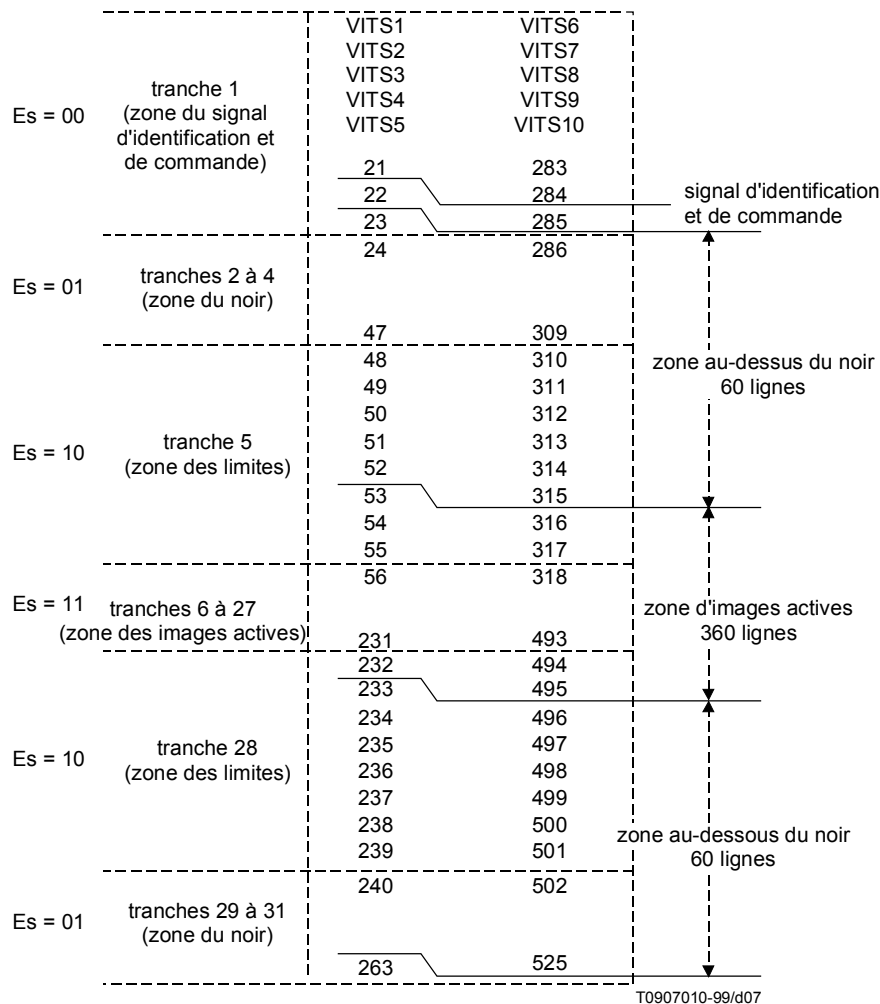 VITS1 VITS6
VITS2 VITS7
VITS3 VITS8
VITS4 VITS9
VITS5 VITS10
Es = 00
tranche 1
(zone du signal
d'identification et
de commande)
21 283
22 284
23 285
signal d'identification
et de commande
24 286
Es = 01
tranches 2 à 4
(zone du noir)
47 309
48 310
49 311
50 312
51 313
52 314
53 315
54 316
55 317
zone au-dessus du noir
60 lignes
Es = 10
tranche 5
(zone des limites)
56 318
Es = 11
tranches 6 à 27
(zone des images actives)
231 493
zone d'images actives
360 lignes
232 494
233 495
234 496
235 497
236 498
237 499
238 500
239 501
Es = 10
tranche 28
(zone des limites)
zone au-dessous du noir
60 lignes
240 502
Es = 01
tranches 29 à 31
(zone du noir)
263 525
T0907010-99/d07